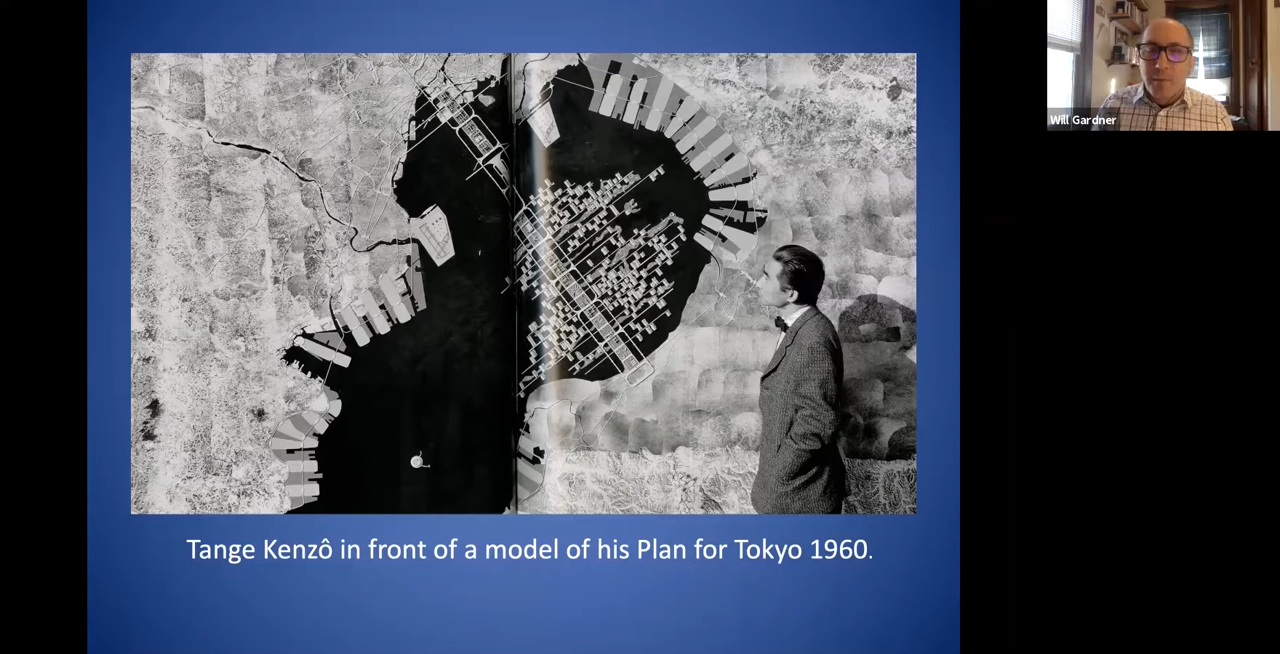 Will Gardner
Tange Kenzô in front of a model of his Plan for Tokyo 1960.